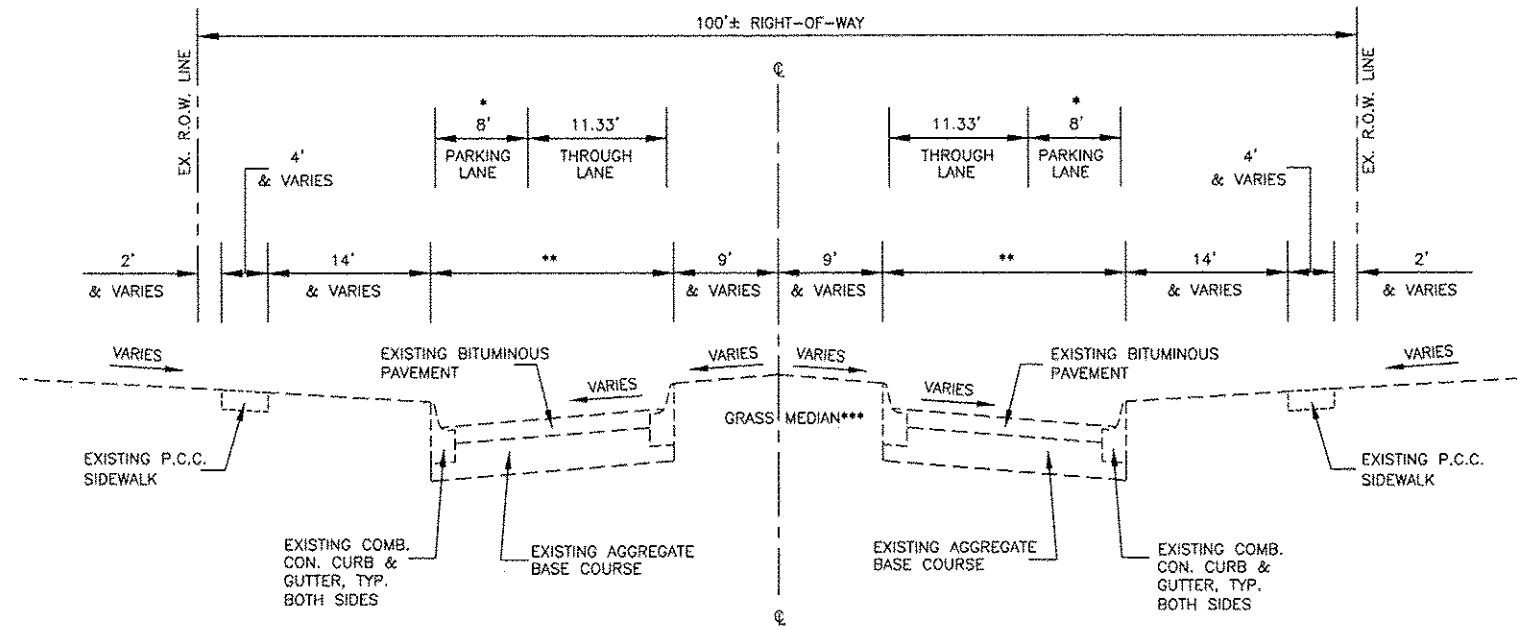 100'± RIGHT-OF-WAY
EX. R.O.W. LINE
EX. R.O.W. LINE
℄
*
8'
PARKING
LANE
11.33'
THROUGH
LANE
11.33'
THROUGH
LANE
*
8'
PARKING
LANE
4'
& VARIES
4'
& VARIES
2'
& VARIES
14'
& VARIES
**
9'
& VARIES
9'
& VARIES
**
14'
& VARIES
2'
& VARIES
VARIES
EXISTING BITUMINOUS
PAVEMENT
VARIES
VARIES
VARIES
VARIES
EXISTING BITUMINOUS
PAVEMENT
VARIES
GRASS MEDIAN***
EXISTING P.C.C.
SIDEWALK
EXISTING P.C.C.
SIDEWALK
EXISTING COMB.
CON. CURB &
GUTTER, TYP.
BOTH SIDES
EXISTING AGGREGATE
BASE COURSE
EXISTING AGGREGATE
BASE COURSE
EXISTING COMB.
CON. CURB &
GUTTER, TYP.
BOTH SIDES
℄